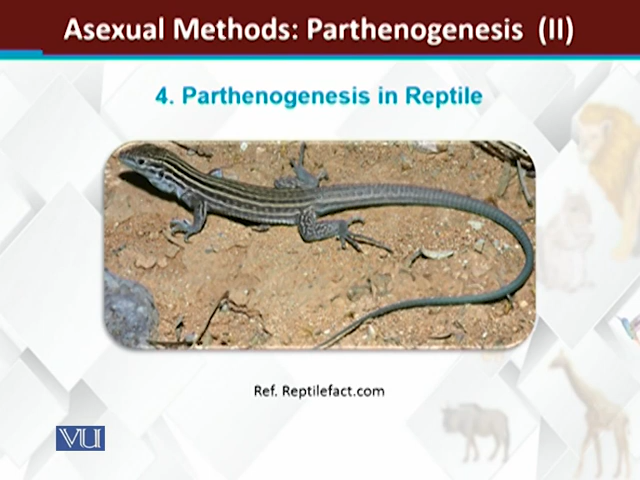 Asexual Methods: Parthenogenesis (II)
4. Parthenogenesis in Reptile
Ref. Reptilefact.com
VU